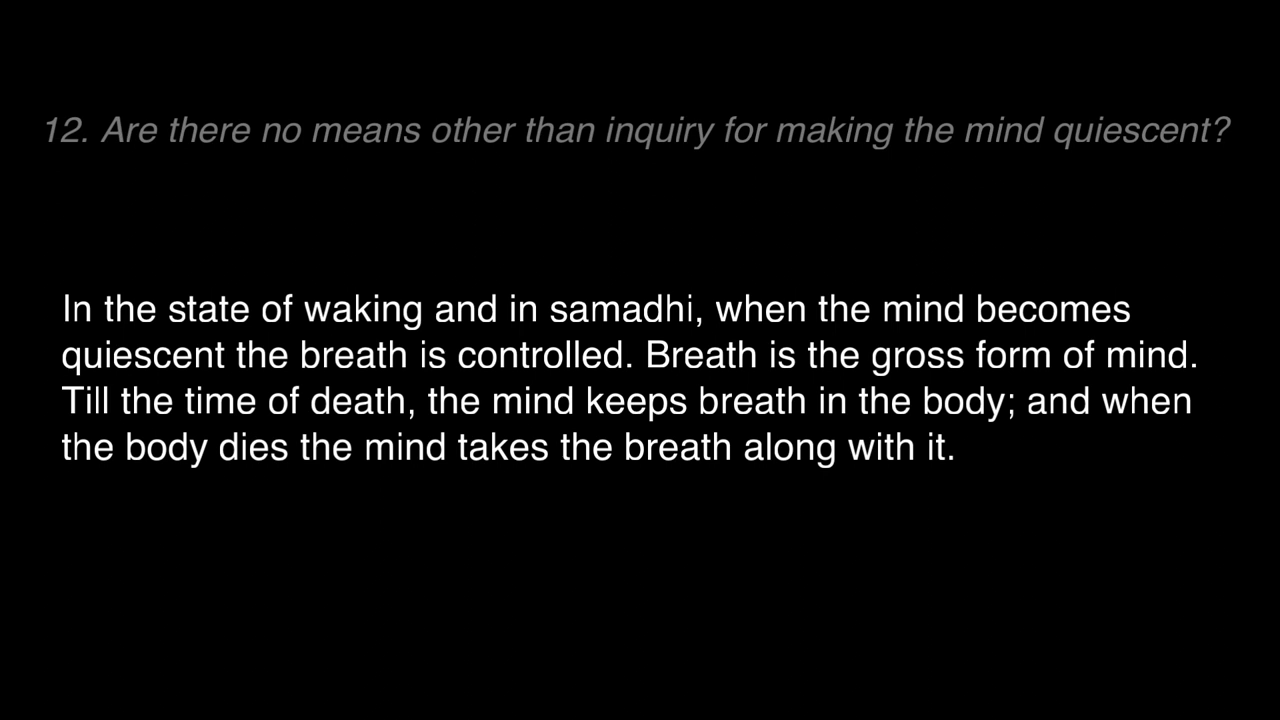 12. Are there no means other than inquiry for making the mind quiescent?
In the state of waking and in samadhi, when the mind becomes
quiescent the breath is controlled. Breath is the gross form of mind.
Till the time of death, the mind keeps breath in the body; and when
the body dies the mind takes the breath along with it.